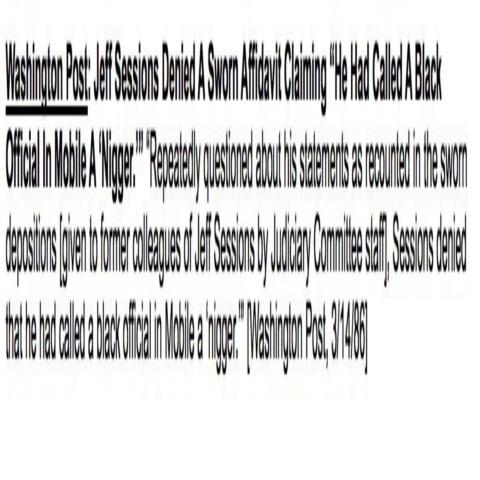 Washington Post: Jeff Sessions Denied A Sworn Affidavit Claiming “He Had Called A Black
Official In Mobile A ‘Nigger.’” “Repeatedly questioned about his statements as recounted in the sworn
depositions [given to former colleagues of Jeff Sessions by Judiciary Committee staff], Sessions denied
that he had called a black official in Mobile a ‘nigger.’” [Washington Post, 3/14/86]